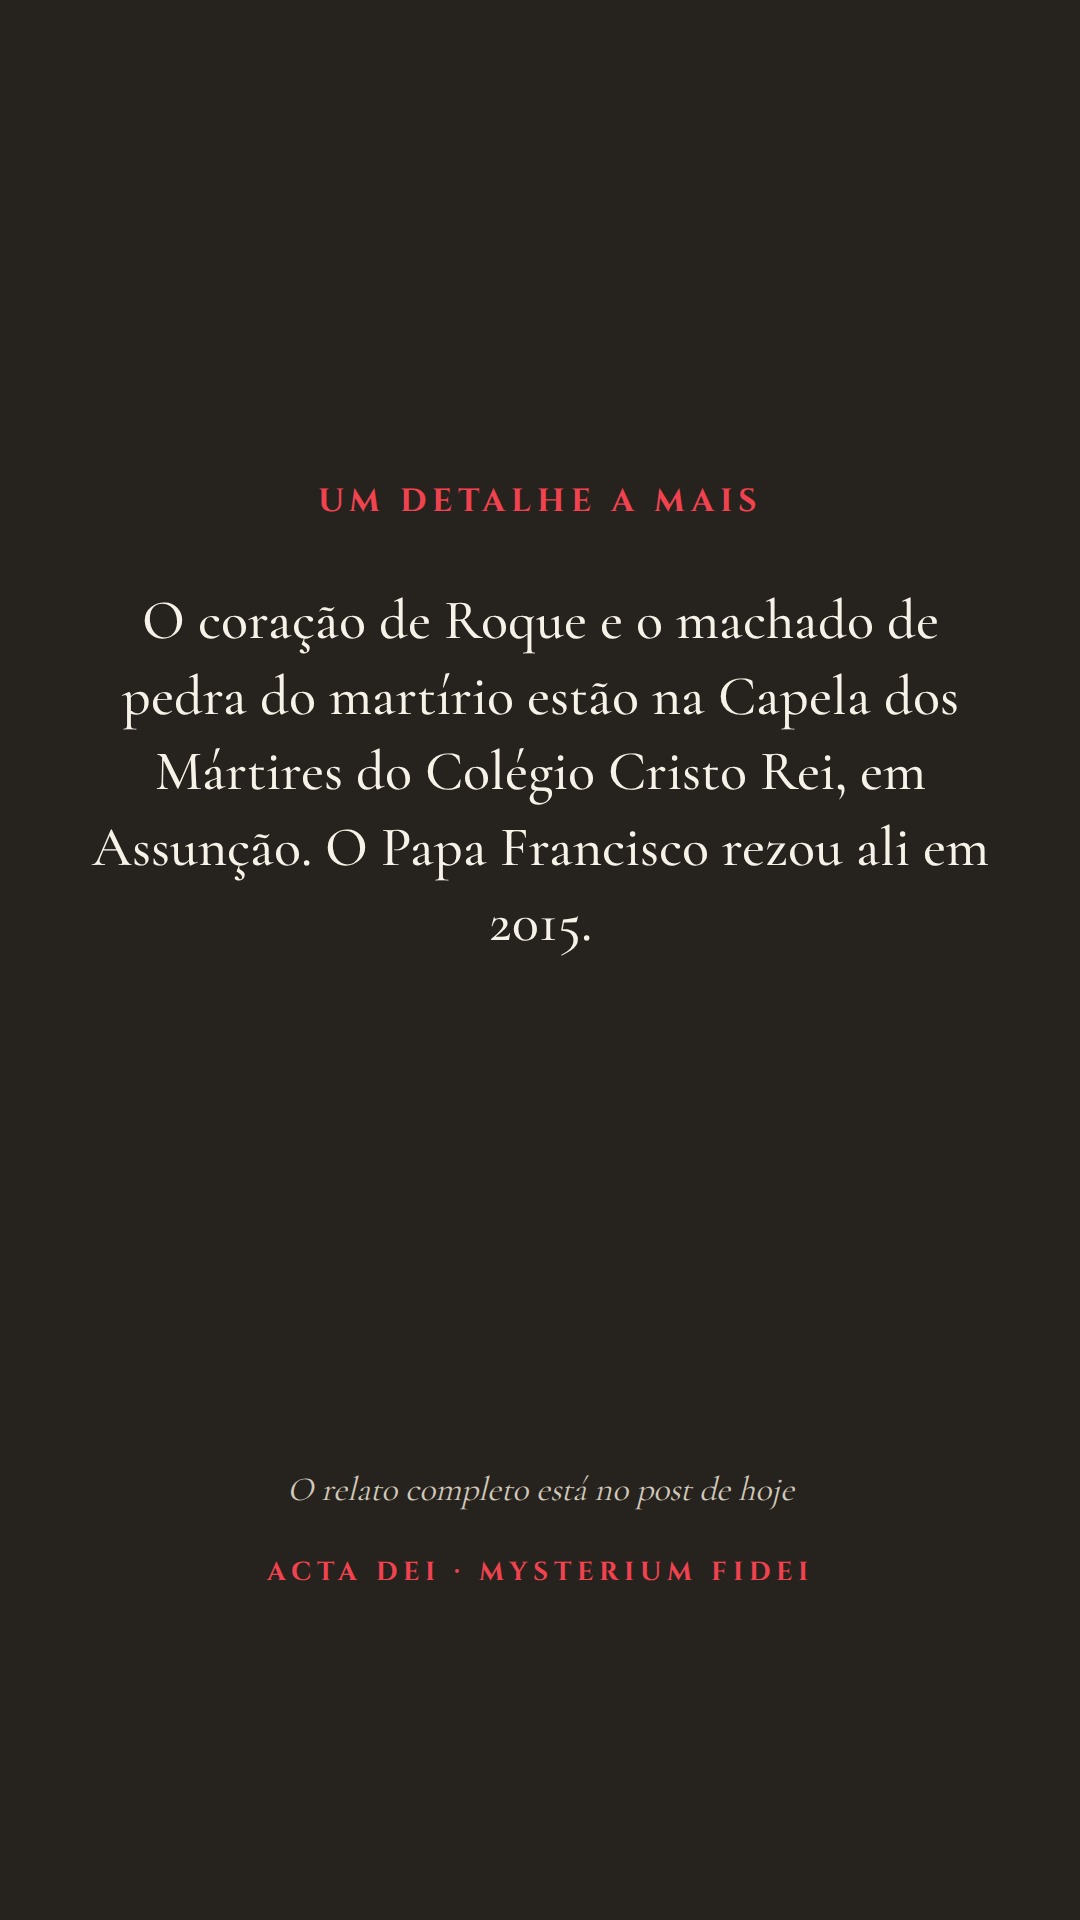 UM DETALHE A MAIS
O coração de Roque e o machado de
pedra do martírio estão na Capela dos
Mártires do Colégio Cristo Rei, em
Assunção. O Papa Francisco rezou ali em
2015.
O relato completo está no post de hoje
ACTA DEI · MYSTERIUM FIDEI